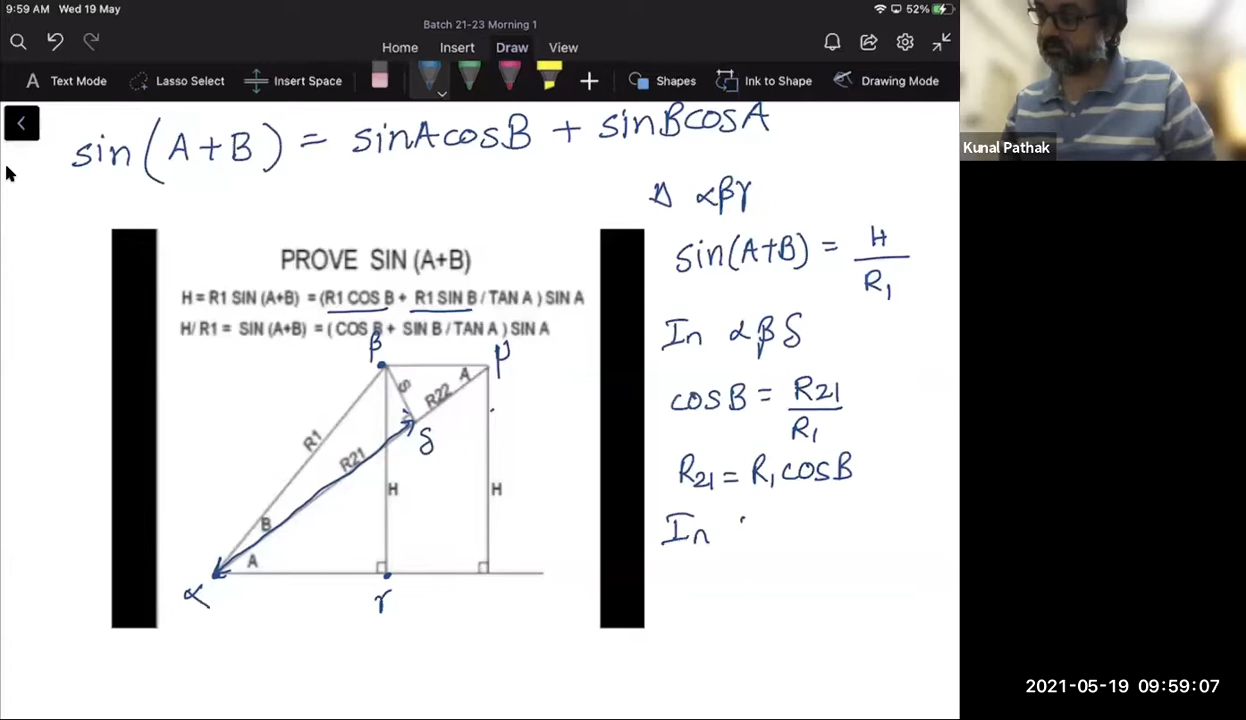 9:59 AM Wed 19 May
52%
Batch 21-23 Morning 1
Home Insert Draw View
Text Mode Lasso Select Insert Space Shapes Ink to Shape Drawing Mode
Kunal Pathak
sin(A+B) = sinAcosB + sinBcosA
PROVE SIN (A+B)
H = R1 SIN (A+B) = (R1 COS B + R1 SIN B / TAN A ) SIN A
H/ R1 = SIN (A+B) = ( COS B + SIN B / TAN A ) SIN A
β
μ
A
S
R22
δ
R1
R21
H
H
B
A
α
γ
Δ αβγ
sin(A+B) = H
R₁
In αβδ
cosB = R21
R₁
R₂₁ = R₁cosB
In
2021-05-19 09:59:07